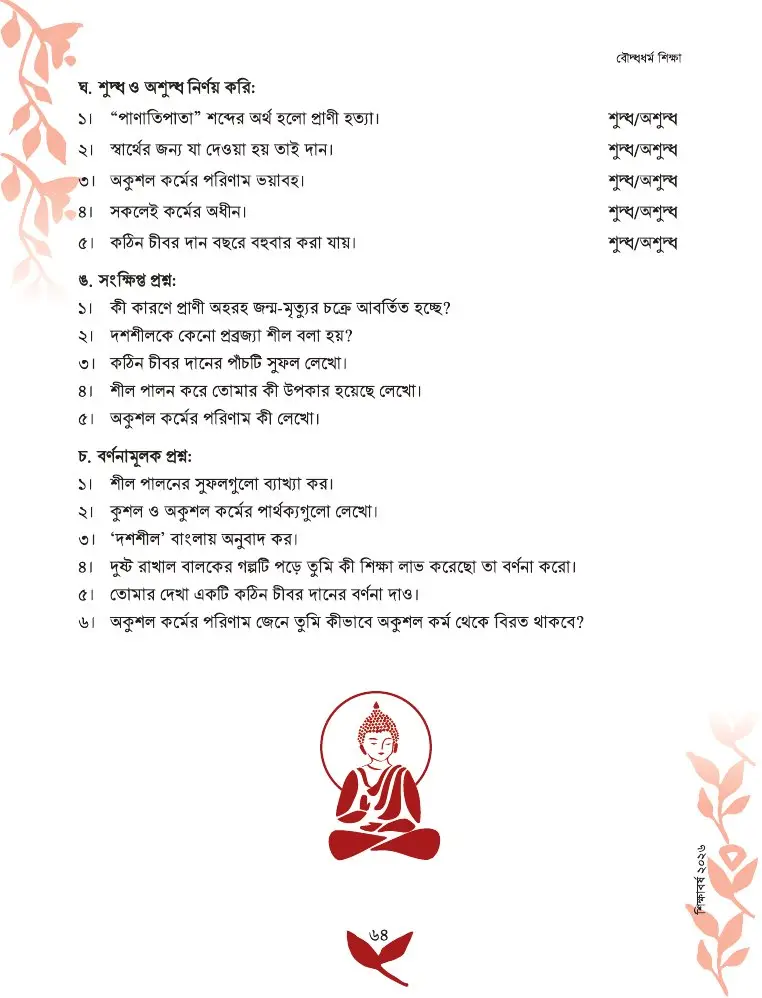 বৌদ্ধধর্ম শিক্ষা
ঘ. শুদ্ধ ও অশুদ্ধ নির্ণয় করি:
১। “পাণাতিপাতা” শব্দের অর্থ হলো প্রাণী হত্যা। শুদ্ধ/অশুদ্ধ
২। স্বার্থের জন্য যা দেওয়া হয় তাই দান। শুদ্ধ/অশুদ্ধ
৩। অকুশল কর্মের পরিণাম ভয়াবহ। শুদ্ধ/অশুদ্ধ
৪। সকলেই কর্মের অধীন। শুদ্ধ/অশুদ্ধ
৫। কঠিন চীবর দান বছরে বহুবার করা যায়। শুদ্ধ/অশুদ্ধ
ঙ. সংক্ষিপ্ত প্রশ্ন:
১। কী কারণে প্রাণী অহরহ জন্ম-মৃত্যুর চক্রে আবর্তিত হচ্ছে?
২। দশশীলকে কেনো প্রব্রজ্যা শীল বলা হয়?
৩। কঠিন চীবর দানের পাঁচটি সুফল লেখো।
৪। শীল পালন করে তোমার কী উপকার হয়েছে লেখো।
৫। অকুশল কর্মের পরিণাম কী লেখো।
চ. বর্ণনামূলক প্রশ্ন:
১। শীল পালনের সুফলগুলো ব্যাখ্যা কর।
২। কুশল ও অকুশল কর্মের পার্থক্যগুলো লেখো।
৩। ‘দশশীল’ বাংলায় অনুবাদ কর।
৪। দুষ্ট রাখাল বালকের গল্পটি পড়ে তুমি কী শিক্ষা লাভ করেছো তা বর্ণনা করো।
৫। তোমার দেখা একটি কঠিন চীবর দানের বর্ণনা দাও।
৬। অকুশল কর্মের পরিণাম জেনে তুমি কীভাবে অকুশল কর্ম থেকে বিরত থাকবে?
শিক্ষাবর্ষ ২০২৬
৬৪